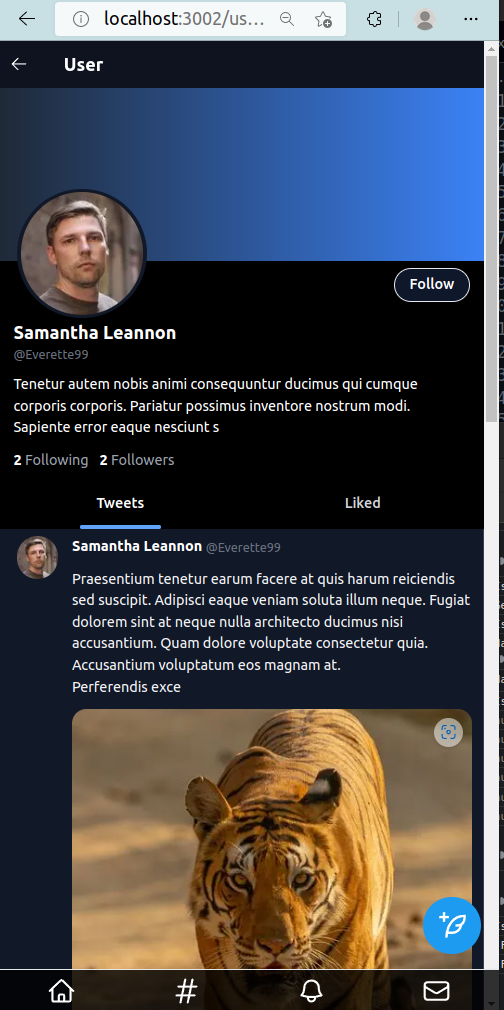 localhost:3002/us...
User
Follow
Samantha Leannon
@Everette99
Tenetur autem nobis animi consequuntur ducimus qui cumque
corporis corporis. Pariatur possimus inventore nostrum modi.
Sapiente error eaque nesciunt s
2 Following 2 Followers
Tweets Liked
Samantha Leannon @Everette99
Praesentium tenetur earum facere at quis harum reiciendis
sed suscipit. Adipisci eaque veniam soluta illum neque. Fugiat
dolorem sint at neque nulla architecto ducimus nisi
accusantium. Quam dolore voluptate consectetur quia.
Accusantium voluptatum eos magnam at.
Perferendis exce